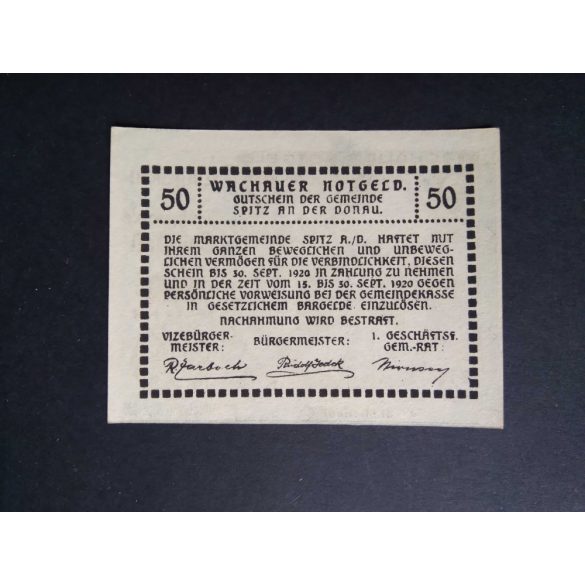 50 WACHAUER NOTGELD. 50
GUTSCHEIN DER GEMEINDE
SPITZ AN DER DONAU.
DIE MARKTGEMEINDE SPITZ A./D. HAFTET MIT
IHREM GANZEN BEWEGLICHEN UND UNBEWEG-
LICHEN VERMÖGEN FÜR DIE VERBINDLICHKEIT, DIESEN
SCHEIN BIS 30. SEPT. 1920 IN ZAHLUNG ZU NEHMEN
UND IN DER ZEIT VOM 15. BIS 30. SEPT. 1920 GEGEN
PERSÖNLICHE VORWEISUNG BEI DER GEMEINDEKASSE
IN GESETZLICHEM BARGELDE EINZULÖSEN.
NACHAHMUNG WIRD BESTRAFT.
VIZEBÜRGER-
MEISTER:
BÜRGERMEISTER:
1. GESCHÄFTSF.
GEM.-RAT: